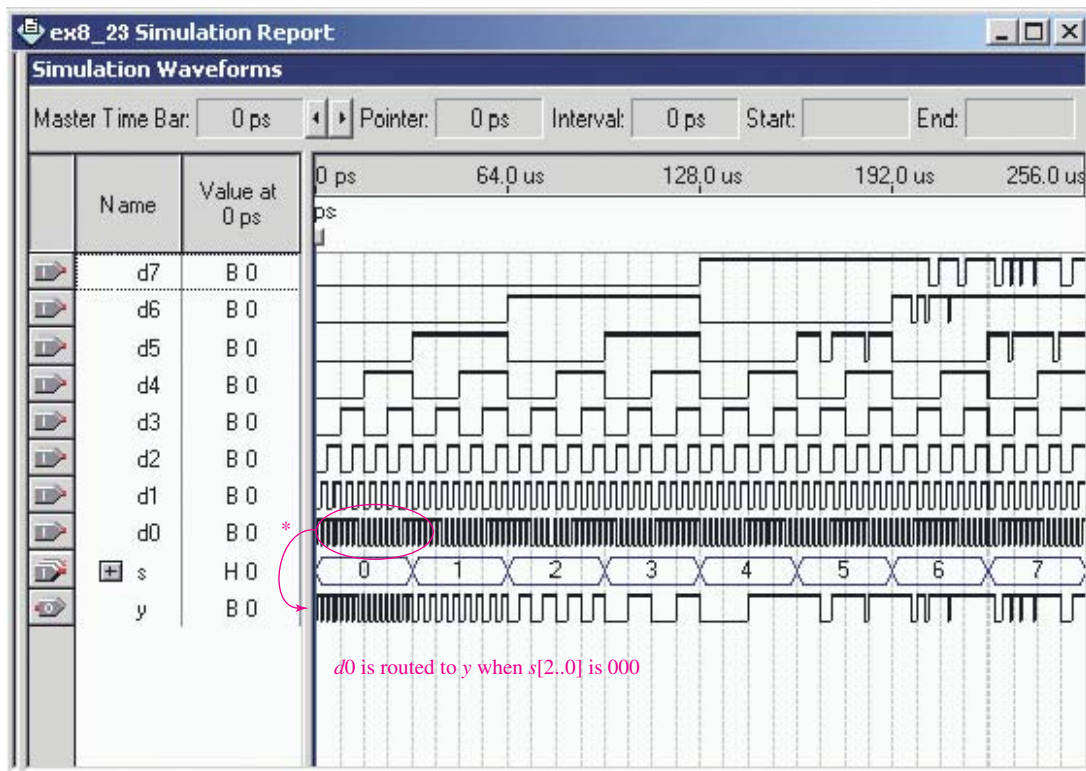 ex8_23 Simulation Report
Simulation Waveforms
Master Time Bar: 0 ps Pointer: 0 ps Interval: 0 ps Start: End:
Name Value at 0 ps
0 ps 64.0 us 128.0 us 192.0 us 256.0 us
ps
d7 B 0
d6 B 0
d5 B 0
d4 B 0
d3 B 0
d2 B 0
d1 B 0
d0 B 0 *
s H 0 0 1 2 3 4 5 6 7
y B 0
d0 is routed to y when s[2..0] is 000